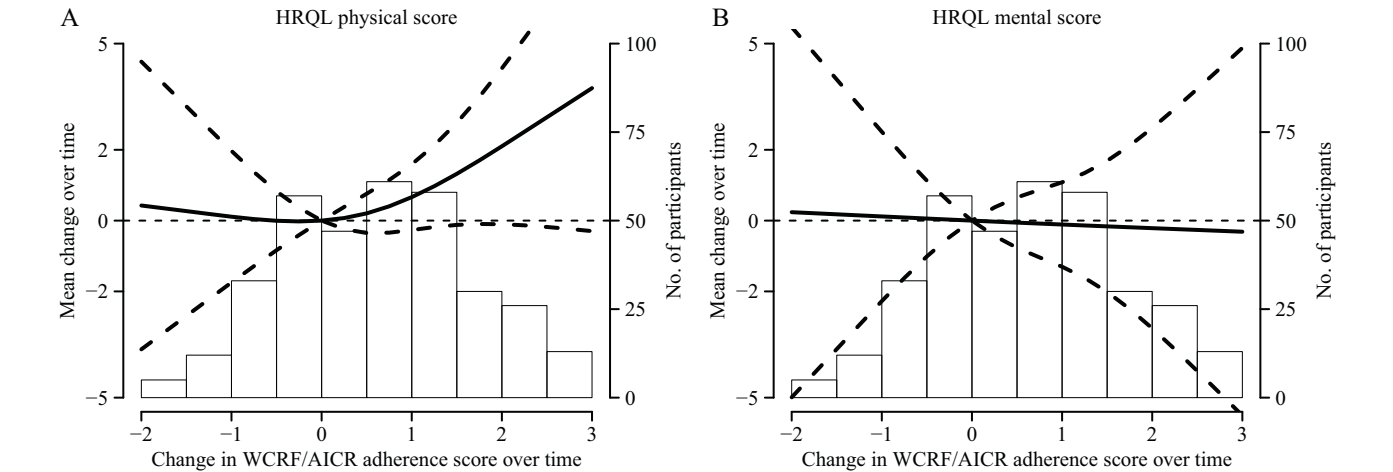 A
HRQL physical score
5
2
0
−2
−5
Mean change over time
100
75
50
25
0
No. of participants
−2 −1 0 1 2 3
Change in WCRF/AICR adherence score over time
B
HRQL mental score
5
2
0
−2
−5
Mean change over time
100
75
50
25
0
No. of participants
−2 −1 0 1 2 3
Change in WCRF/AICR adherence score over time